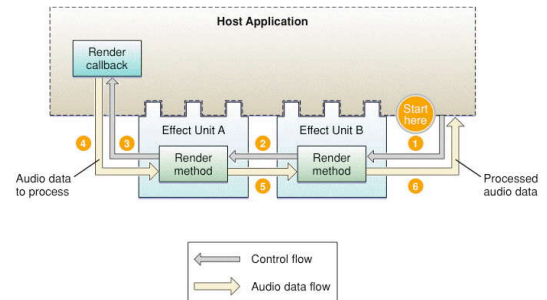 Host Application
Render
callback
Start
here
4
3
Effect Unit A
2
Effect Unit B
1
Render
method
Render
method
Audio data
to process
5
6
Processed
audio data
Control flow
Audio data flow